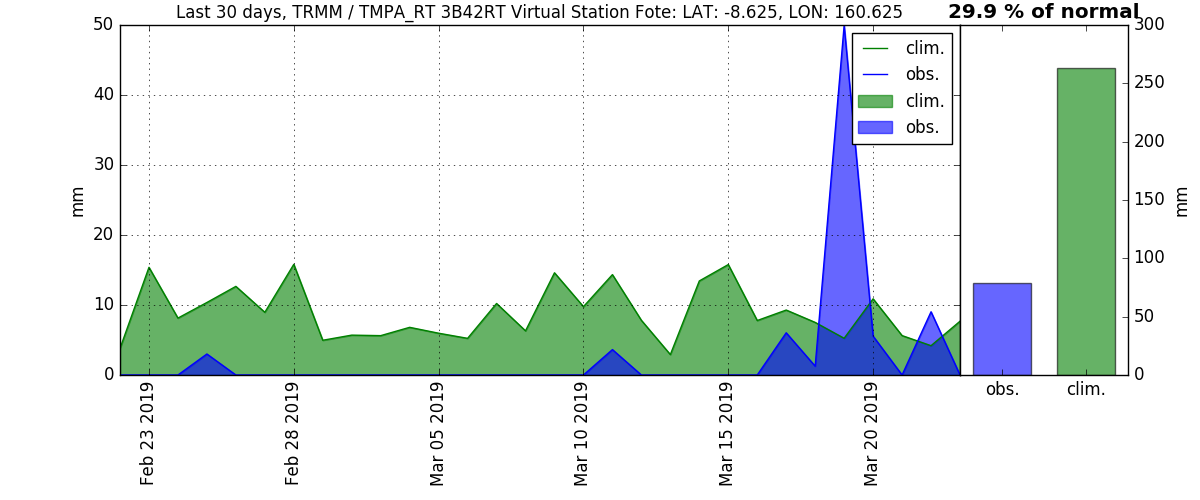 Last 30 days, TRMM / TMPA_RT 3B42RT Virtual Station Fote: LAT: -8.625, LON: 160.625
29.9 % of normal
50
40
30
20
10
0
mm
clim.
obs.
clim.
obs.
300
250
200
150
100
50
0
mm
obs.
clim.
Feb 23 2019
Feb 28 2019
Mar 05 2019
Mar 10 2019
Mar 15 2019
Mar 20 2019